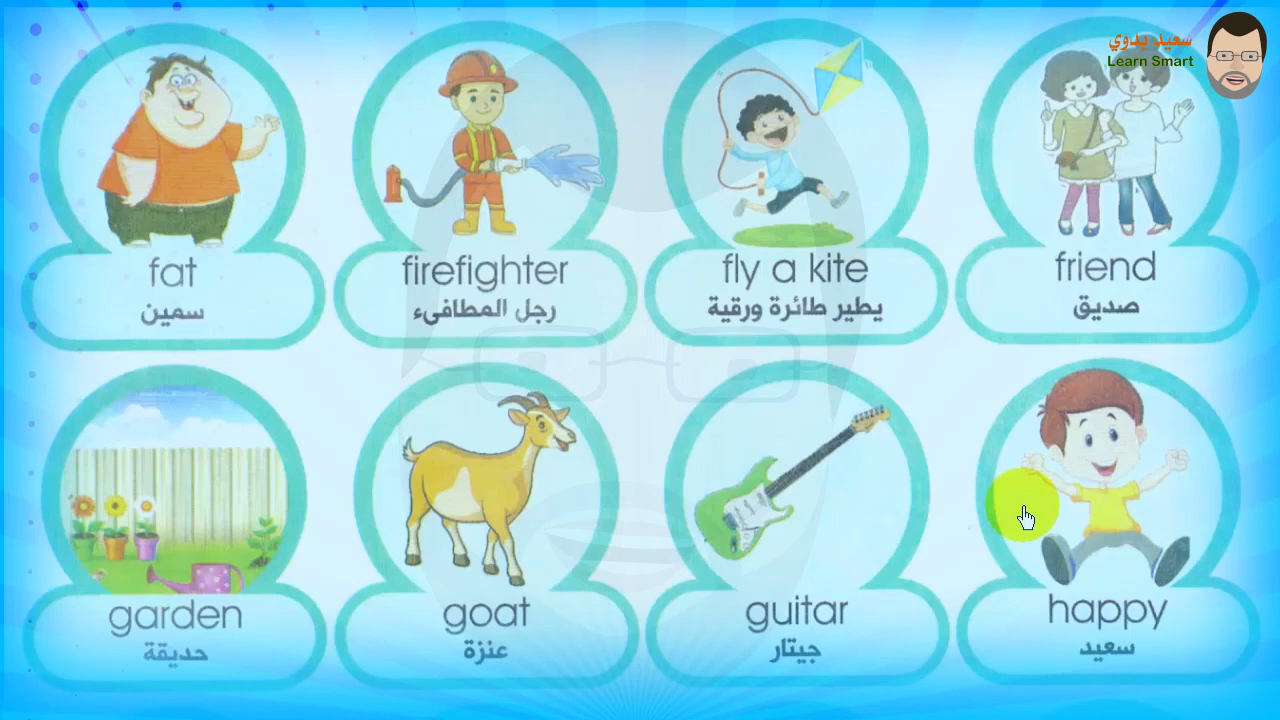 سعيد بدوي
Learn Smart
fat
سمين
firefighter
رجل المطافىء
fly a kite
يطير طائرة ورقية
friend
صديق
garden
حديقة
goat
عنزة
guitar
جيتار
happy
سعيد